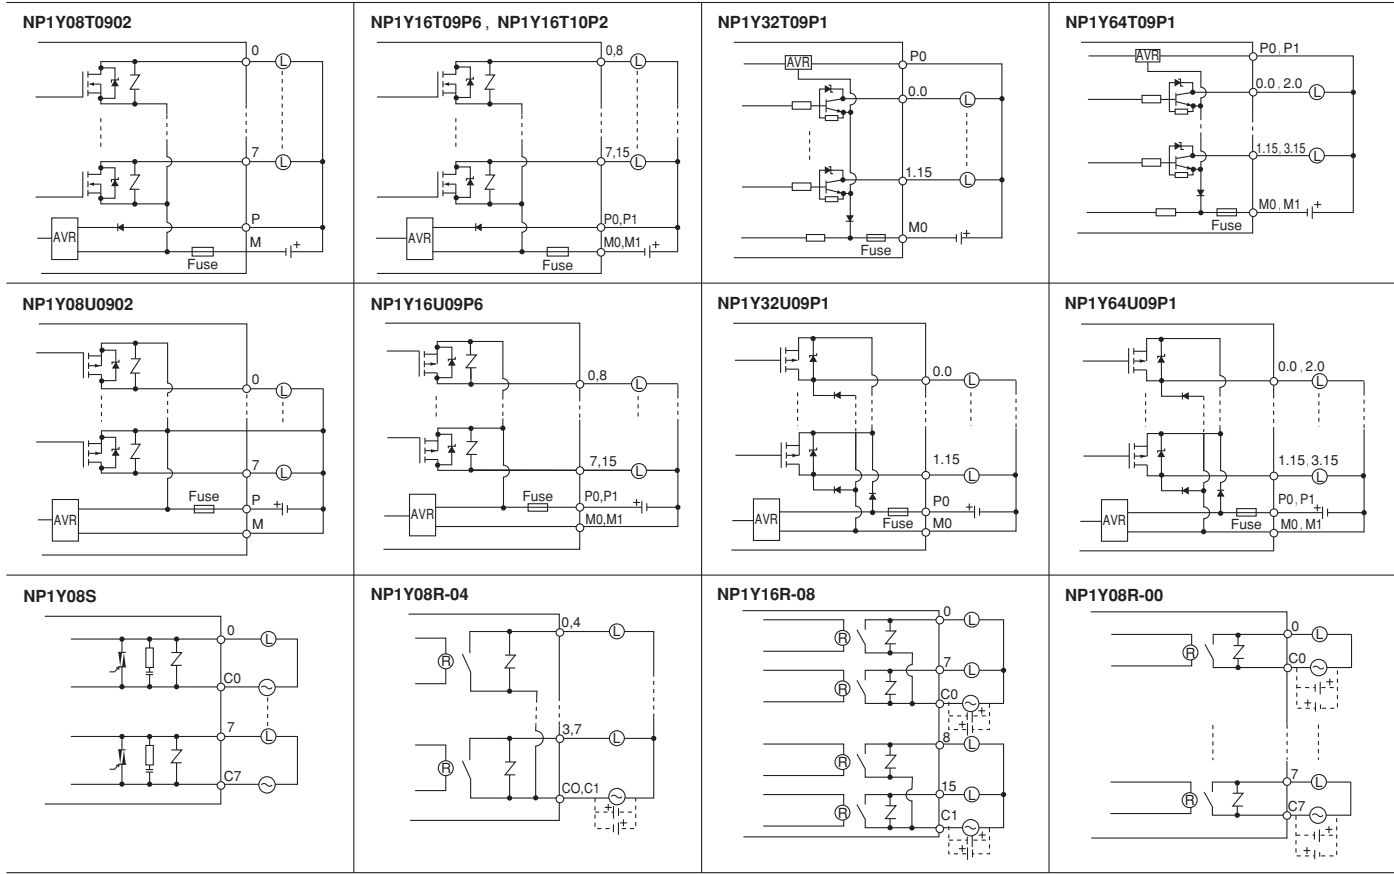 NP1Y08T0902
0
L
7
L
P
AVR
M
+
Fuse
NP1Y16T09P6 , NP1Y16T10P2
0,8
L
7,15
L
P0,P1
AVR
M0,M1
+
Fuse
NP1Y32T09P1
AVR
P0
0.0
L
1.15
L
M0
+
Fuse
NP1Y64T09P1
AVR
P0, P1
0.0, 2.0
L
1.15, 3.15
L
M0, M1
+
Fuse
NP1Y08U0902
0
L
7
L
Fuse
P
+
AVR
M
NP1Y16U09P6
0,8
L
7,15
L
Fuse
P0,P1
+
AVR
M0,M1
NP1Y32U09P1
0.0
L
1.15
L
P0
+
AVR
Fuse
M0
NP1Y64U09P1
0.0, 2.0
L
1.15, 3.15
L
P0, P1
+
AVR
Fuse
M0, M1
NP1Y08S
0
L
C0
7
L
C7
NP1Y08R-04
0,4
L
R
3,7
L
R
CO,C1
+
+
NP1Y16R-08
0
L
R
7
L
R
C0
+
+
8
L
R
15
L
R
C1
+
+
NP1Y08R-00
0
L
R
C0
+
+
7
L
R
C7
+
+